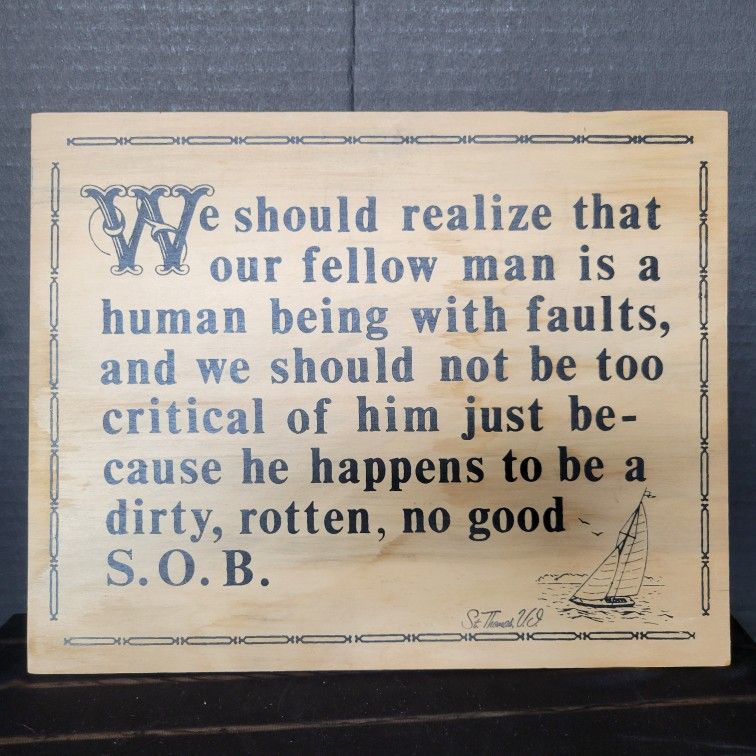 We should realize that
our fellow man is a
human being with faults,
and we should not be too
critical of him just be-
cause he happens to be a
dirty, rotten, no good
S.O.B.
St. Thomas, V.I.